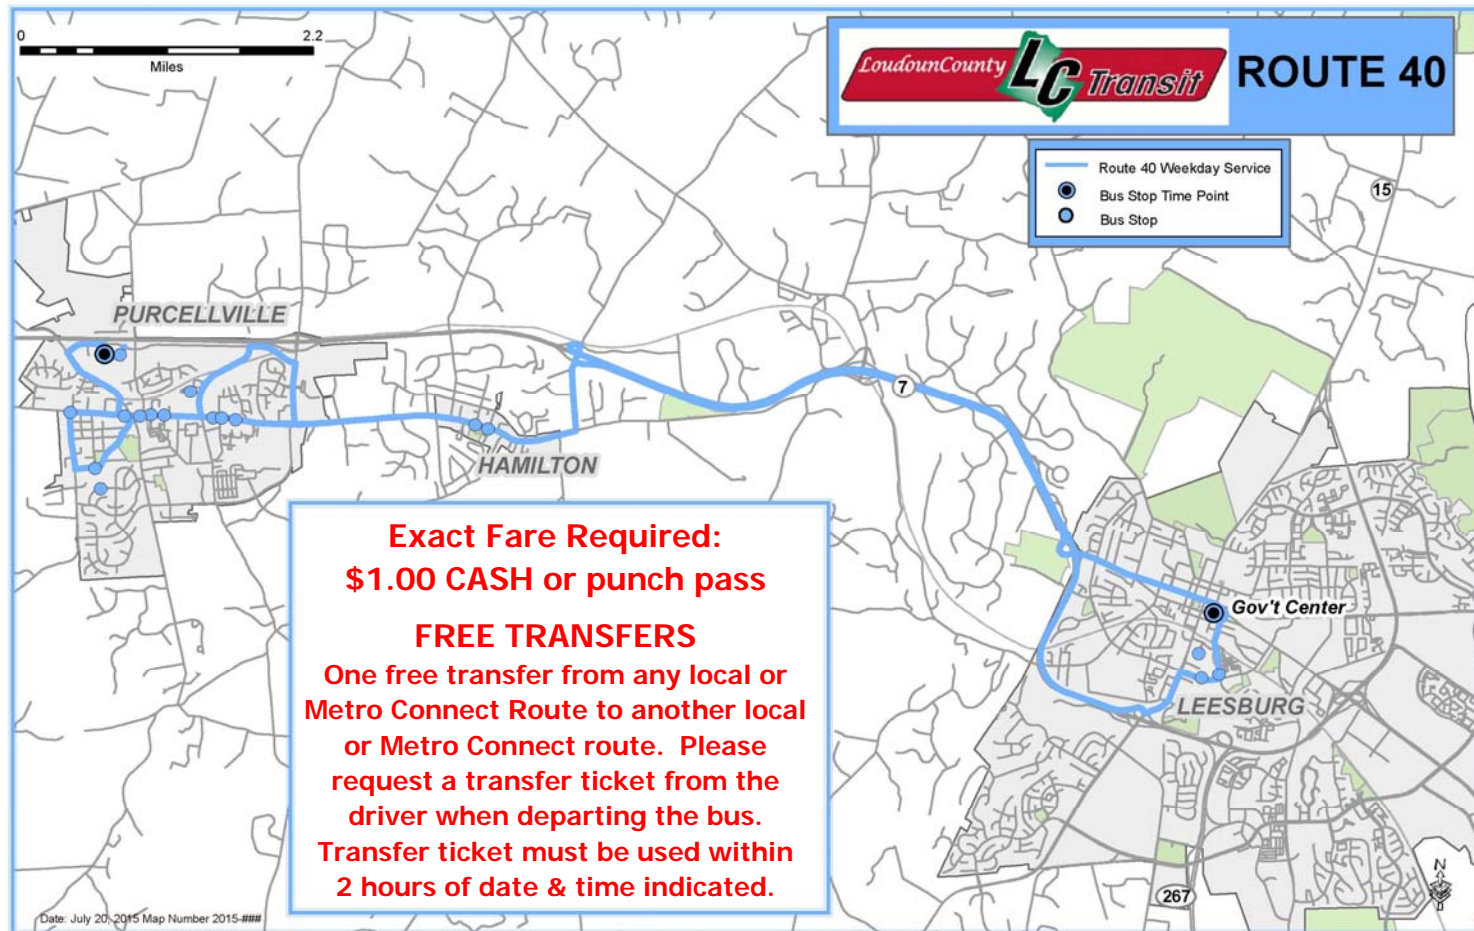 0 2.2
Miles
LoudounCounty LC Transit
ROUTE 40
Route 40 Weekday Service
Bus Stop Time Point
Bus Stop
15
PURCELLVILLE
7
HAMILTON
Exact Fare Required:
$1.00 CASH or punch pass
FREE TRANSFERS
One free transfer from any local or
Metro Connect Route to another local
or Metro Connect route. Please
request a transfer ticket from the
driver when departing the bus.
Transfer ticket must be used within
2 hours of date & time indicated.
Gov't Center
LEESBURG
267
N
Date: July 20, 2015 Map Number 2015-###